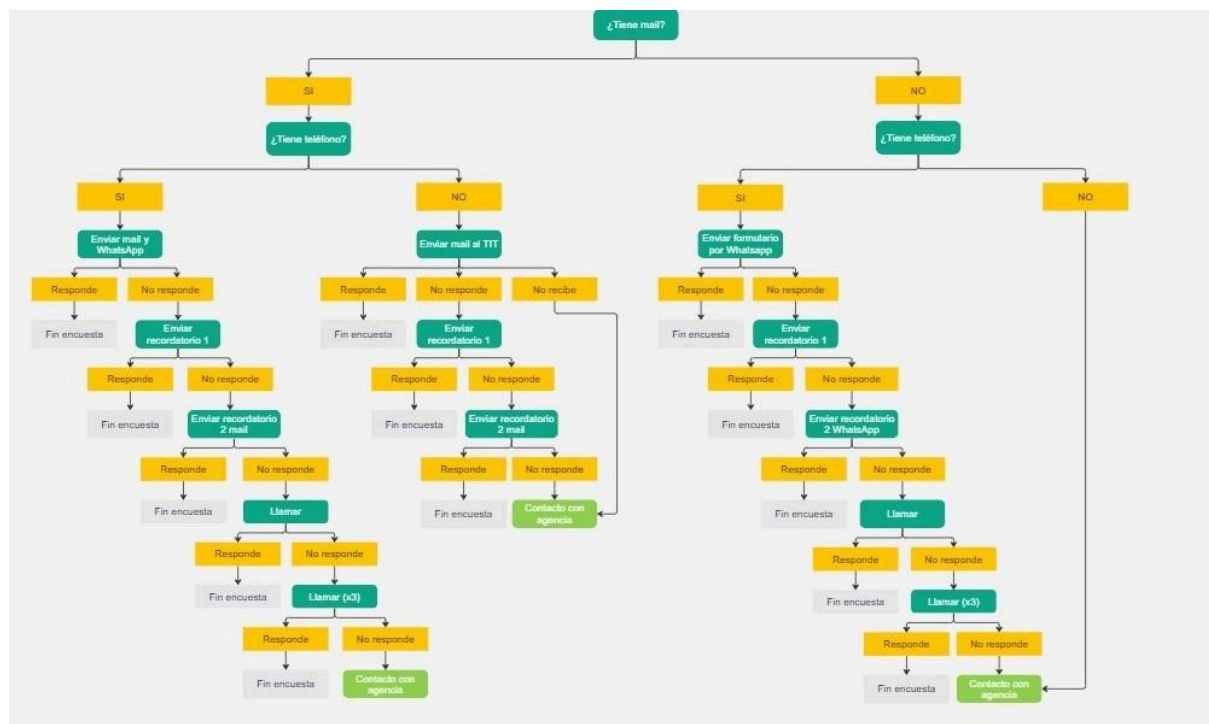 ¿Tiene mail?
SI
NO
¿Tiene teléfono?
¿Tiene teléfono?
SI
NO
SI
NO
Enviar mail y
WhatsApp
Enviar mail al TIT
Enviar formulario
por Whatsapp
Responde
No responde
Responde
No responde
No recibe
Responde
No responde
Fin encuesta
Enviar
recordatorio 1
Fin encuesta
Enviar
recordatorio 1
Fin encuesta
Enviar
recordatorio 1
Responde
No responde
Responde
No responde
Responde
No responde
Fin encuesta
Enviar recordatorio
2 mail
Fin encuesta
Enviar recordatorio
2 mail
Fin encuesta
Enviar recordatorio
2 WhatsApp
Responde
No responde
Responde
No responde
Responde
No responde
Fin encuesta
Llamar
Fin encuesta
Contacto con
agencia
Fin encuesta
Llamar
Responde
No responde
Responde
No responde
Fin encuesta
Llamar (x3)
Fin encuesta
Llamar (x3)
Responde
No responde
Responde
No responde
Fin encuesta
Contacto con
agencia
Fin encuesta
Contacto con
agencia